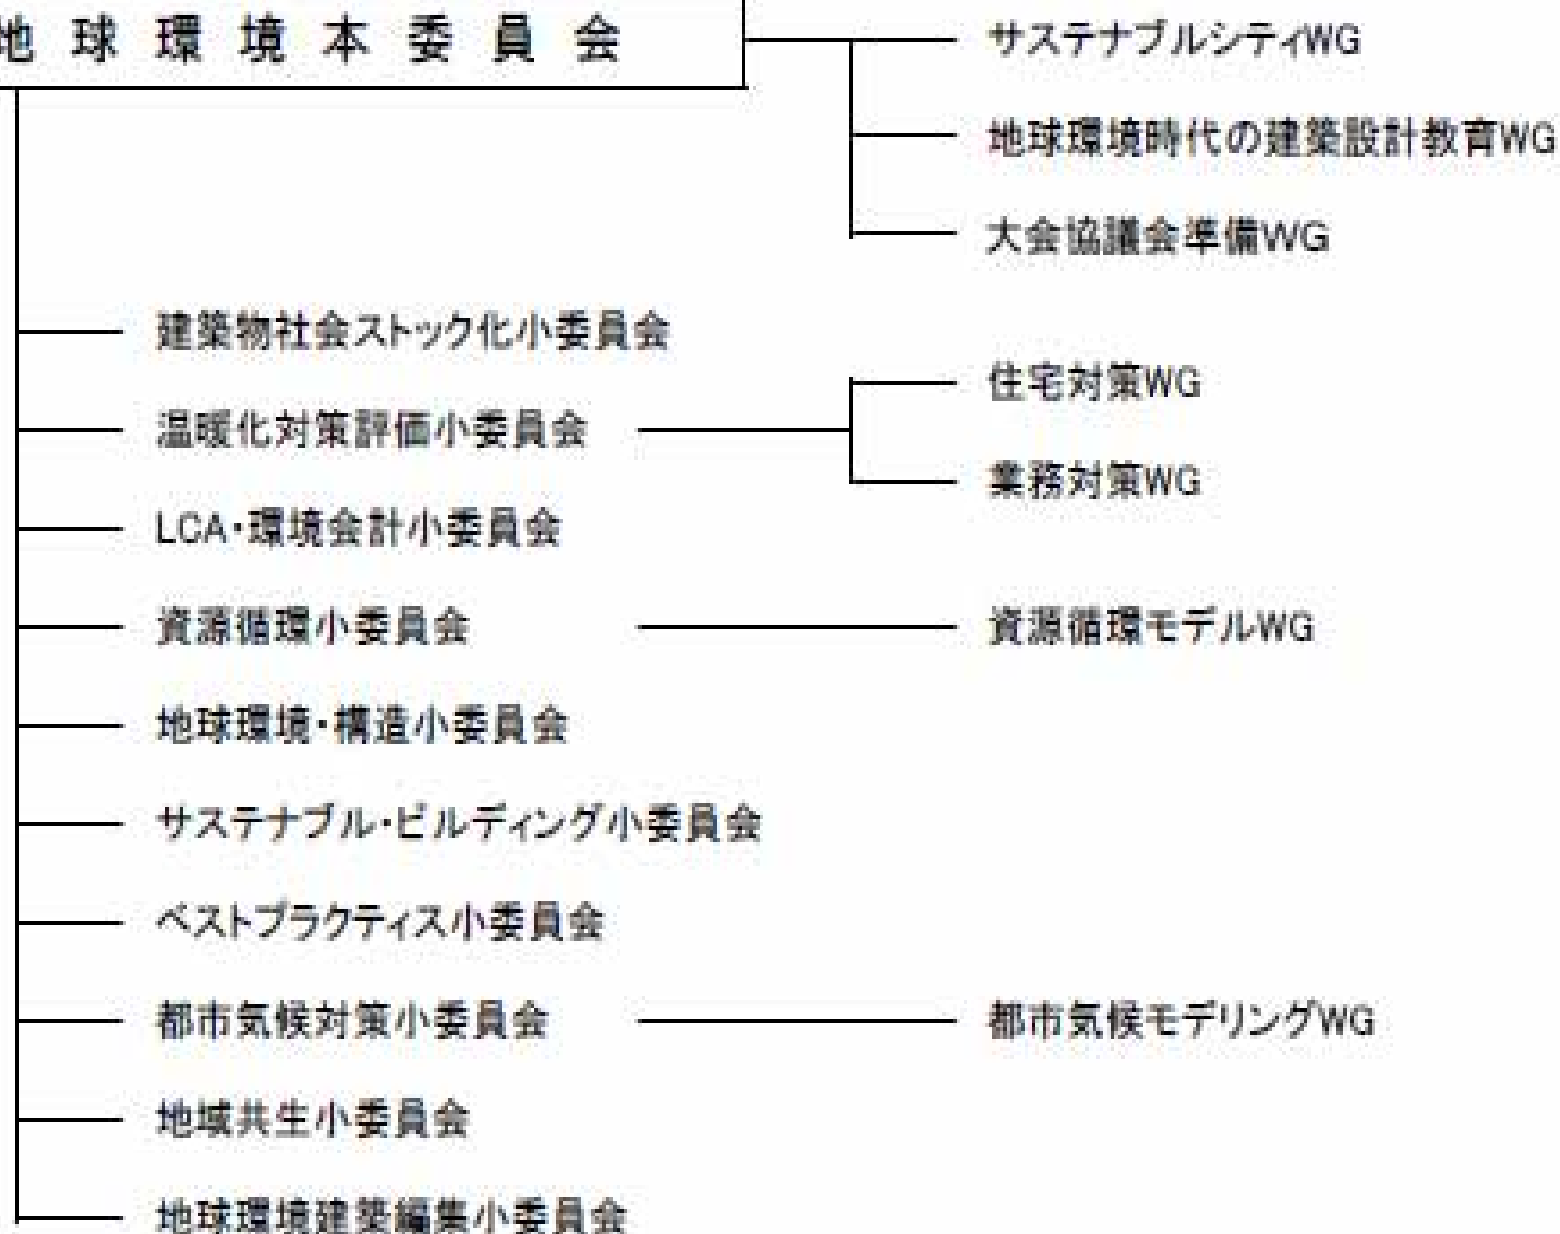 地球環境本委員会
サステナブルシティWG
地球環境時代の建築設計教育WG
大会協議会準備WG
建築物社会ストック化小委員会
住宅対策WG
温暖化対策評価小委員会
業務対策WG
LCA・環境会計小委員会
資源循環小委員会
資源循環モデルWG
地球環境・構造小委員会
サステナブル・ビルディング小委員会
ベストプラクティス小委員会
都市気候対策小委員会
都市気候モデリングWG
地域共生小委員会
地球環境建築編集小委員会